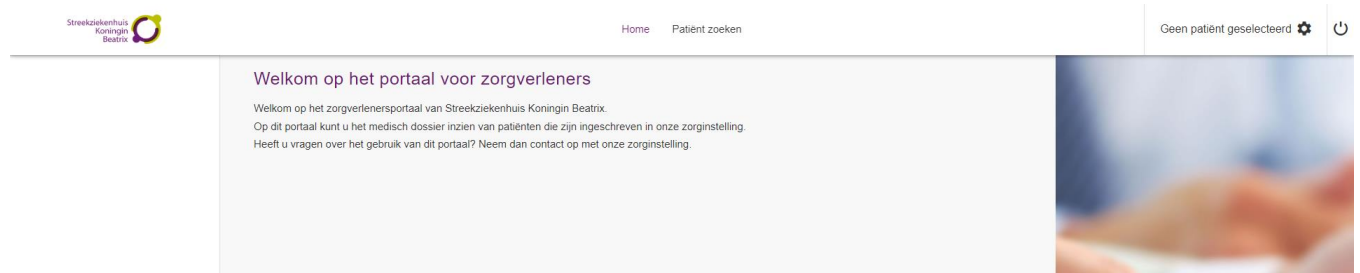 Streekziekenhuis
Koningin
Beatrix
Home Patiënt zoeken
Geen patiënt geselecteerd
Welkom op het portaal voor zorgverleners
Welkom op het zorgverlenersportaal van Streekziekenhuis Koningin Beatrix.
Op dit portaal kunt u het medisch dossier inzien van patiënten die zijn ingeschreven in onze zorginstelling.
Heeft u vragen over het gebruik van dit portaal? Neem dan contact op met onze zorginstelling.